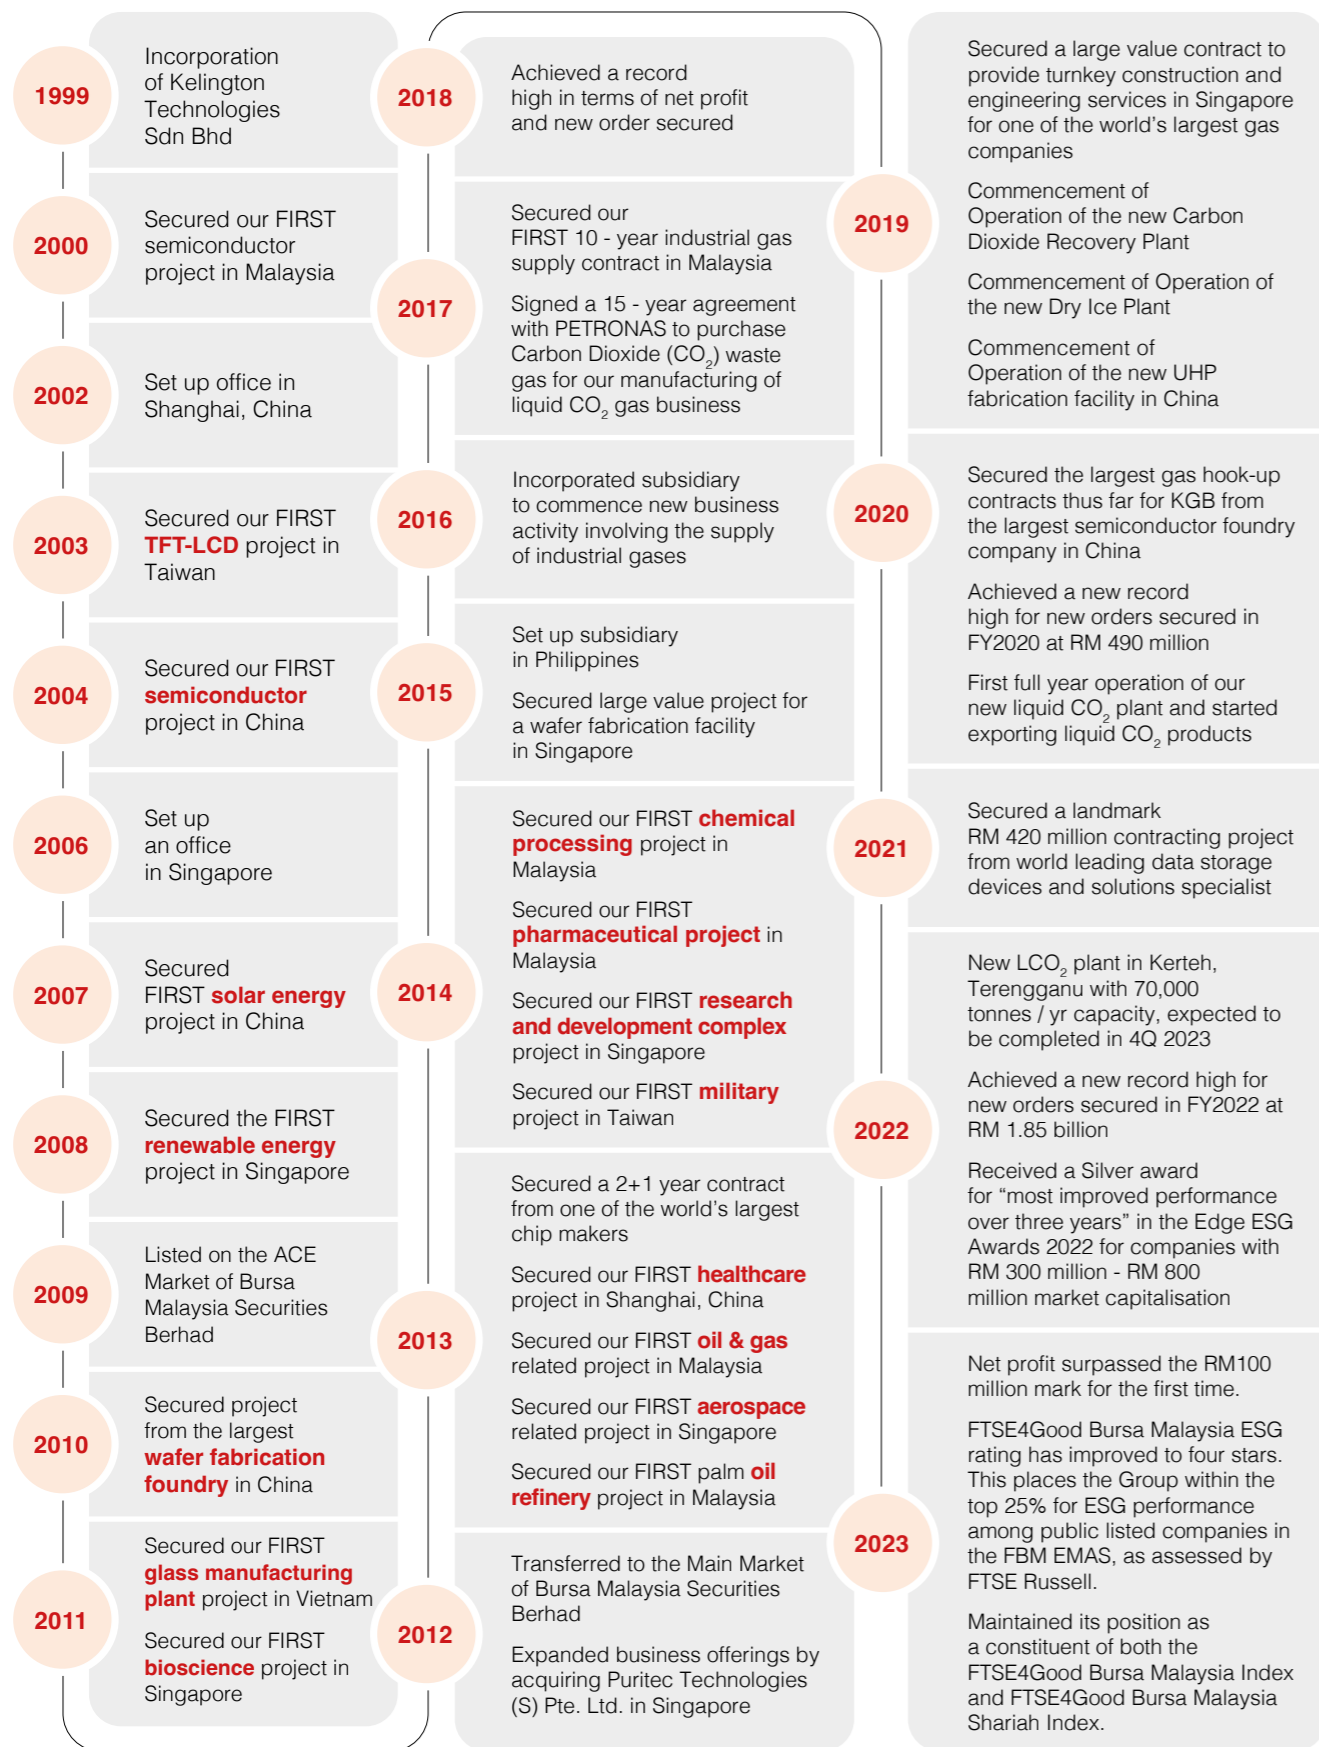 1999
Incorporation
of Kelington
Technologies
Sdn Bhd
2000
Secured our FIRST
semiconductor
project in Malaysia
2002
Set up office in
Shanghai, China
2003
Secured our FIRST
TFT-LCD project in
Taiwan
2004
Secured our FIRST
semiconductor
project in China
2006
Set up
an office
in Singapore
2007
Secured
FIRST solar energy
project in China
2008
Secured the FIRST
renewable energy
project in Singapore
2009
Listed on the ACE
Market of Bursa
Malaysia Securities
Berhad
2010
Secured project
from the largest
wafer fabrication
foundry in China
2011
Secured our FIRST
glass manufacturing
plant project in Vietnam
Secured our FIRST
bioscience project in
Singapore
2018
Achieved a record
high in terms of net profit
and new order secured
2017
Secured our
FIRST 10 - year industrial gas
supply contract in Malaysia
Signed a 15 - year agreement
with PETRONAS to purchase
Carbon Dioxide (CO₂) waste
gas for our manufacturing of
liquid CO₂ gas business
2016
Incorporated subsidiary
to commence new business
activity involving the supply
of industrial gases
2015
Set up subsidiary
in Philippines
Secured large value project for
a wafer fabrication facility
in Singapore
2014
Secured our FIRST chemical
processing project in
Malaysia
Secured our FIRST
pharmaceutical project in
Malaysia
Secured our FIRST research
and development complex
project in Singapore
Secured our FIRST military
project in Taiwan
2013
Secured a 2+1 year contract
from one of the world's largest
chip makers
Secured our FIRST healthcare
project in Shanghai, China
Secured our FIRST oil & gas
related project in Malaysia
Secured our FIRST aerospace
related project in Singapore
Secured our FIRST palm oil
refinery project in Malaysia
2012
Transferred to the Main Market
of Bursa Malaysia Securities
Berhad
Expanded business offerings by
acquiring Puritec Technologies
(S) Pte. Ltd. in Singapore
2019
Secured a large value contract to
provide turnkey construction and
engineering services in Singapore
for one of the world's largest gas
companies
Commencement of
Operation of the new Carbon
Dioxide Recovery Plant
Commencement of Operation of
the new Dry Ice Plant
Commencement of
Operation of the new UHP
fabrication facility in China
2020
Secured the largest gas hook-up
contracts thus far for KGB from
the largest semiconductor foundry
company in China
Achieved a new record
high for new orders secured in
FY2020 at RM 490 million
First full year operation of our
new liquid CO₂ plant and started
exporting liquid CO₂ products
2021
Secured a landmark
RM 420 million contracting project
from world leading data storage
devices and solutions specialist
2022
New LCO₂ plant in Kerteh,
Terengganu with 70,000
tonnes / yr capacity, expected to
be completed in 4Q 2023
Achieved a new record high for
new orders secured in FY2022 at
RM 1.85 billion
Received a Silver award
for “most improved performance
over three years” in the Edge ESG
Awards 2022 for companies with
RM 300 million - RM 800
million market capitalisation
2023
Net profit surpassed the RM100
million mark for the first time.
FTSE4Good Bursa Malaysia ESG
rating has improved to four stars.
This places the Group within the
top 25% for ESG performance
among public listed companies in
the FBM EMAS, as assessed by
FTSE Russell.
Maintained its position as
a constituent of both the
FTSE4Good Bursa Malaysia Index
and FTSE4Good Bursa Malaysia
Shariah Index.